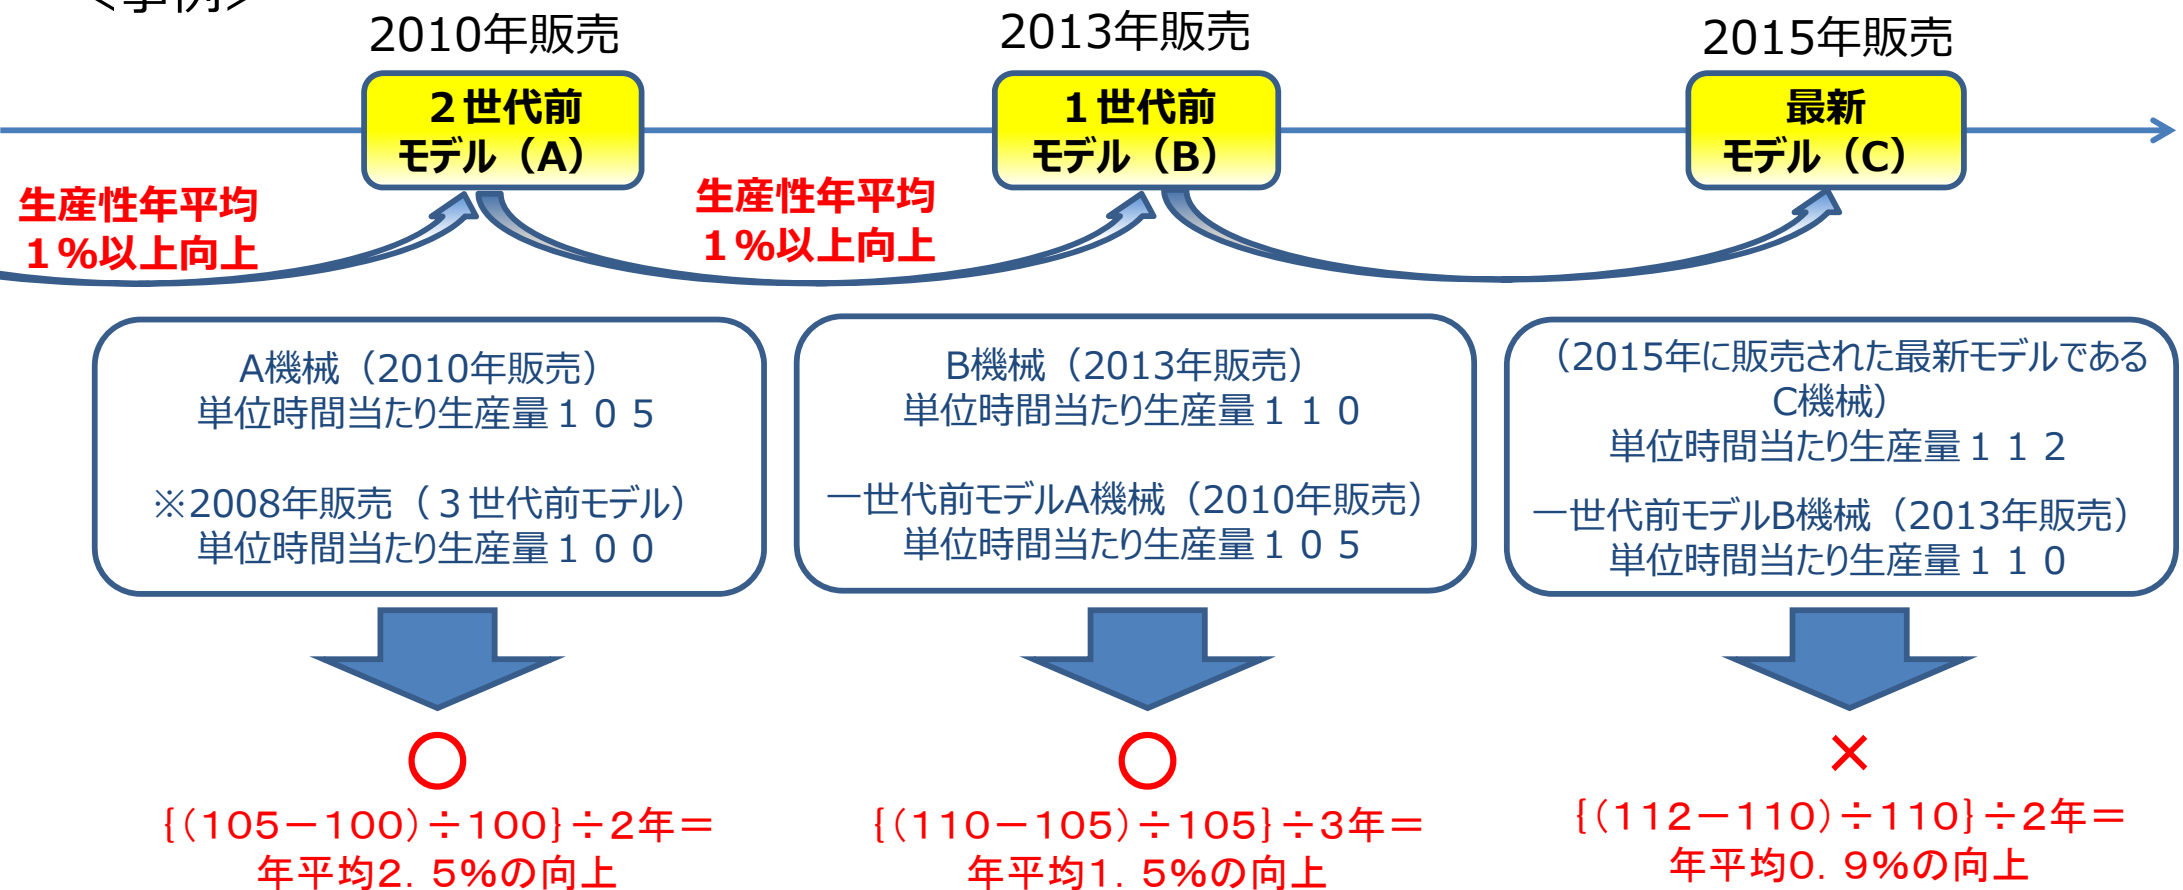 <事例>
2010年販売
2世代前
モデル（A）
2013年販売
1世代前
モデル（B）
2015年販売
最新
モデル（C）
生産性年平均
1%以上向上
生産性年平均
1%以上向上
A機械（2010年販売）
単位時間当たり生産量105
※2008年販売（3世代前モデル）
単位時間当たり生産量100
B機械（2013年販売）
単位時間当たり生産量110
一世代前モデルA機械（2010年販売）
単位時間当たり生産量105
（2015年に販売された最新モデルである
C機械）
単位時間当たり生産量112
一世代前モデルB機械（2013年販売）
単位時間当たり生産量110
○
{(105－100)÷100}÷2年＝
年平均2．5%の向上
○
{(110－105)÷105}÷3年＝
年平均1．5%の向上
×
{(112－110)÷110}÷2年＝
年平均0．9%の向上